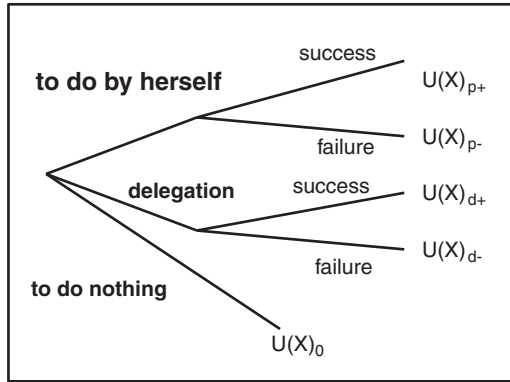 success
to do by herself
U(X)p+
U(X)p-
failure
delegation
success
U(X)d+
U(X)d-
failure
to do nothing
U(X)0